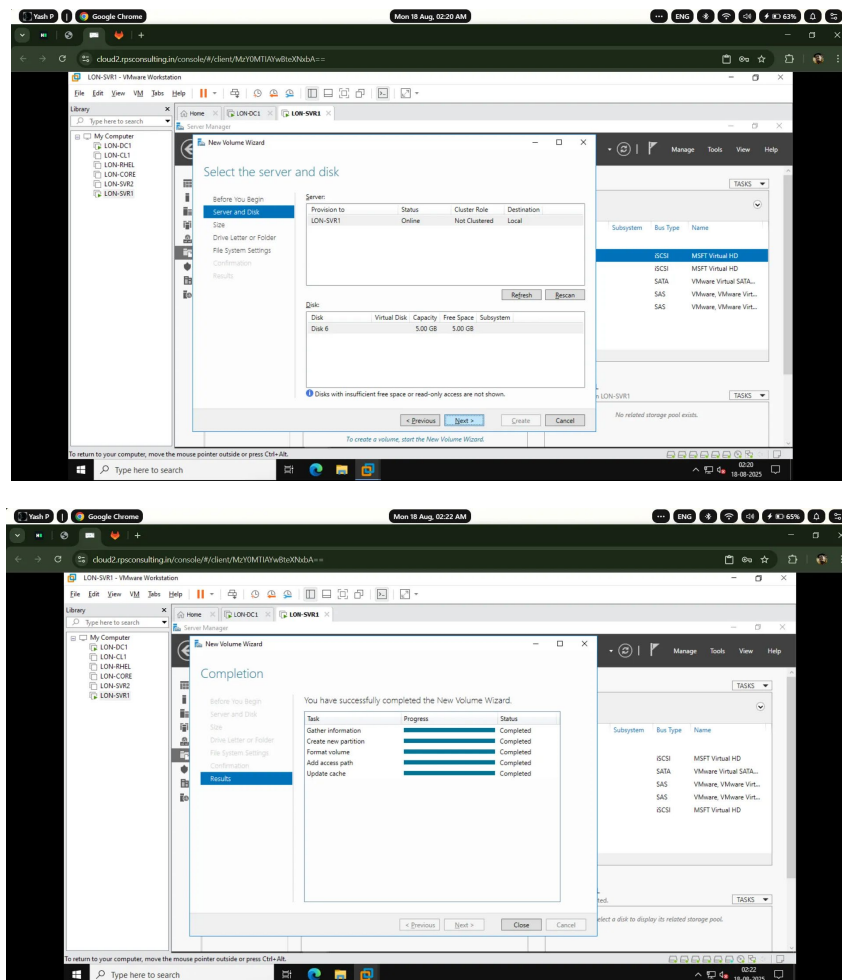 Yash P | Google Chrome Mon 18 Aug, 02:20 AM ENG 63%
cloud2.rpsconsulting.in/console/#/client/MzY0MTIAYwBteXNxbA==
LON-SVR1 - VMware Workstation
File Edit View VM Tabs Help
Library
Type here to search
My Computer
LON-DC1
LON-CL1
LON-RHEL
LON-CORE
LON-SVR2
LON-SVR1
Home LON-DC1 LON-SVR1
Server Manager
Manage Tools View Help
New Volume Wizard
Select the server and disk
Before You Begin
Server and Disk
Size
Drive Letter or Folder
File System Settings
Confirmation
Results
Server:
Provision to Status Cluster Role Destination
LON-SVR1 Online Not Clustered Local
Refresh Rescan
Disk:
Disk Virtual Disk Capacity Free Space Subsystem
Disk 6 5.00 GB 5.00 GB
Disks with insufficient free space or read-only access are not shown.
< Previous Next > Create Cancel
To create a volume, start the New Volume Wizard.
TASKS
Subsystem Bus Type Name
iSCSI MSFT Virtual HD
iSCSI MSFT Virtual HD
SATA VMware Virtual SATA...
SAS VMware, VMware Virt...
SAS VMware, VMware Virt...
LON-SVR1
TASKS
No related storage pool exists.
To return to your computer, move the mouse pointer outside or press Ctrl+Alt.
Type here to search
02:20
18-08-2025
Yash P | Google Chrome Mon 18 Aug, 02:22 AM ENG 65%
cloud2.rpsconsulting.in/console/#/client/MzY0MTIAYwBteXNxbA==
LON-SVR1 - VMware Workstation
File Edit View VM Tabs Help
Library
Type here to search
My Computer
LON-DC1
LON-CL1
LON-RHEL
LON-CORE
LON-SVR2
LON-SVR1
Home LON-DC1 LON-SVR1
Server Manager
Manage Tools View Help
New Volume Wizard
Completion
Before You Begin
Server and Disk
Size
Drive Letter or Folder
File System Settings
Confirmation
Results
You have successfully completed the New Volume Wizard.
Task Progress Status
Gather information Completed
Create new partition Completed
Format volume Completed
Add access path Completed
Update cache Completed
< Previous Next > Close Cancel
TASKS
Subsystem Bus Type Name
iSCSI MSFT Virtual HD
SATA VMware Virtual SATA...
SAS VMware, VMware Virt...
SAS VMware, VMware Virt...
iSCSI MSFT Virtual HD
TASKS
elect a disk to display its related storage pool.
To return to your computer, move the mouse pointer outside or press Ctrl+Alt.
Type here to search
02:22
18-08-2025